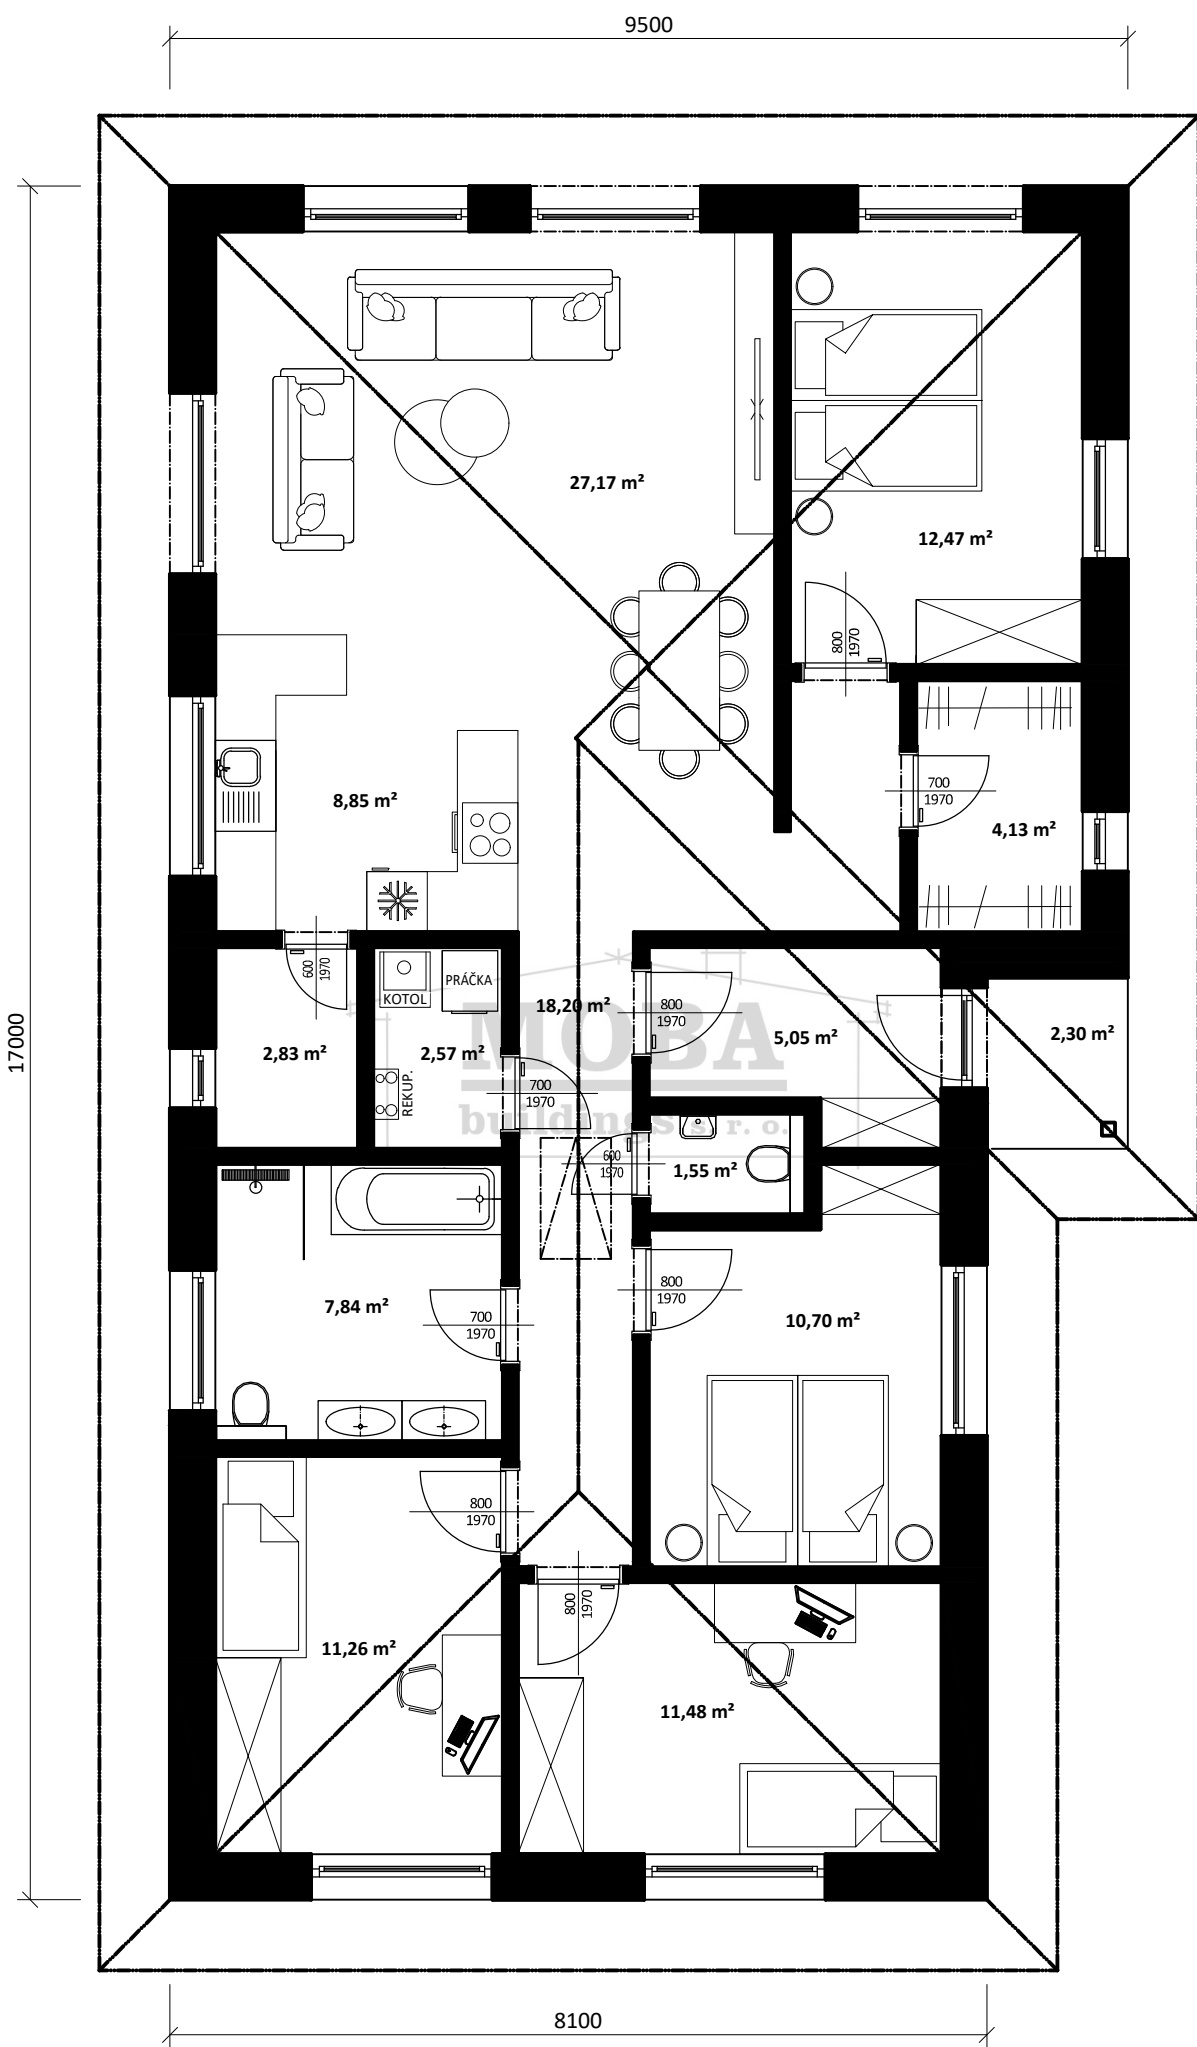 9500
27,17 m²
12,47 m²
800
1970
8,85 m²
700
1970
4,13 m²
600
1970
KOTOL
PRÁČKA
18,20 m²
800
1970
MOBA
buildings s. r. o.
5,05 m²
2,30 m²
17000
2,83 m²
2,57 m²
REKUP.
700
1970
600
1970
1,55 m²
7,84 m²
700
1970
800
1970
10,70 m²
800
1970
800
1970
11,26 m²
11,48 m²
8100